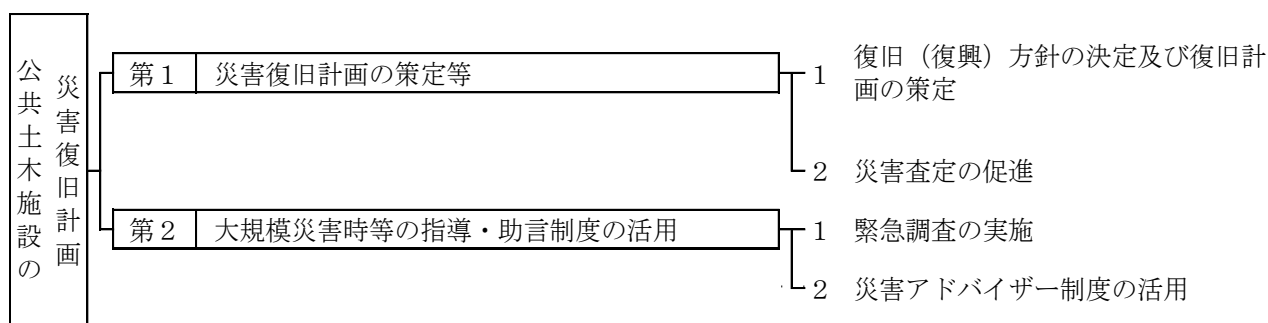 公共土木施設の
災害復旧計画
第1 災害復旧計画の策定等
1 復旧（復興）方針の決定及び復旧計
画の策定
2 災害査定の促進
第2 大規模災害時等の指導・助言制度の活用
1 緊急調査の実施
2 災害アドバイザー制度の活用